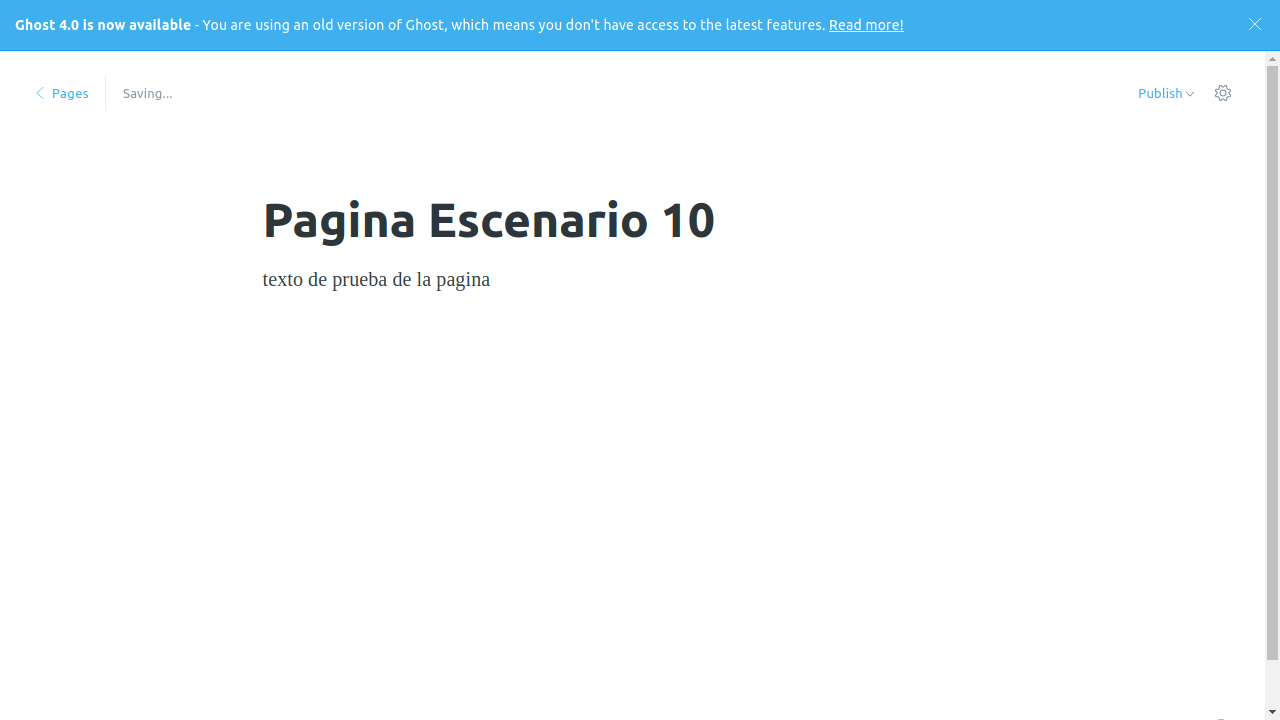 Ghost 4.0 is now available - You are using an old version of Ghost, which means you don't have access to the latest features. Read more!
Pages
Saving...
Publish
Pagina Escenario 10
texto de prueba de la pagina